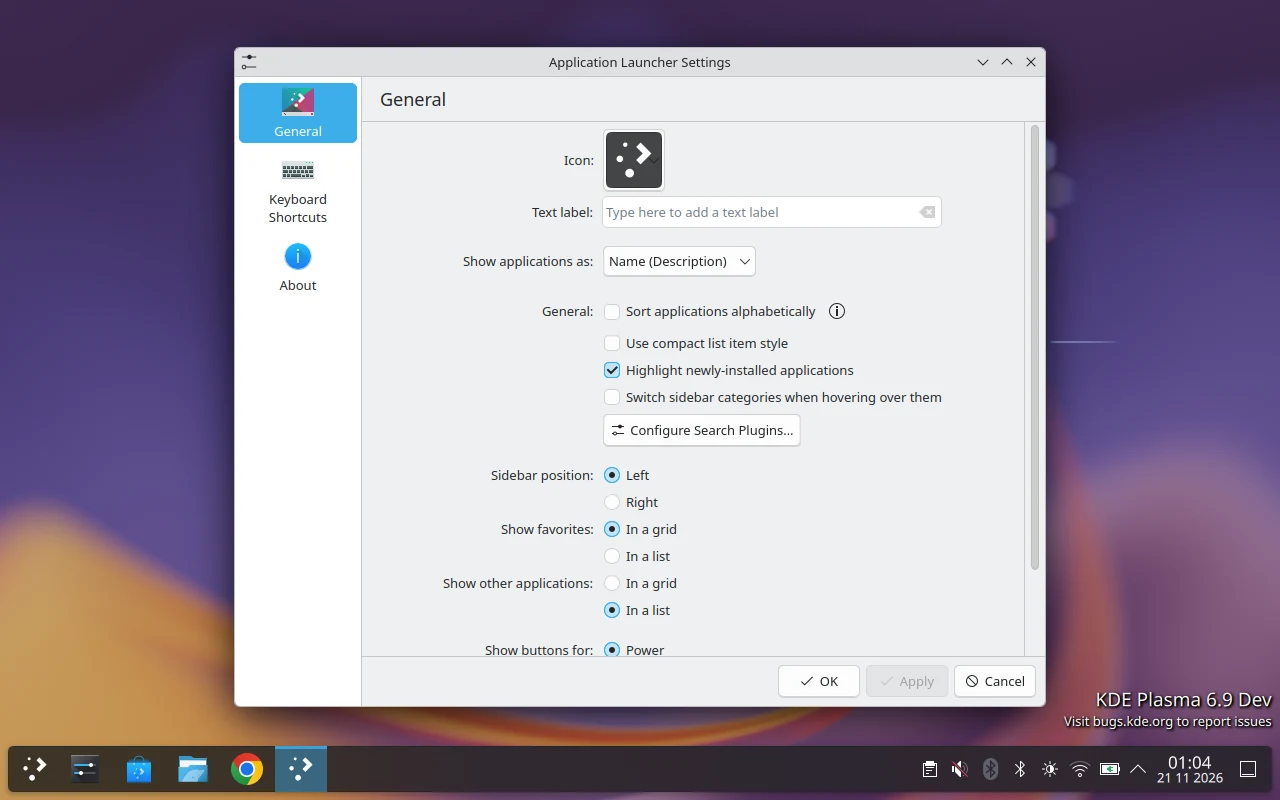 Application Launcher Settings
General
General
Keyboard
Shortcuts
About
Icon:
Text label:
Type here to add a text label
Show applications as:
Name (Description)
General:
Sort applications alphabetically
Use compact list item style
Highlight newly-installed applications
Switch sidebar categories when hovering over them
Configure Search Plugins...
Sidebar position:
Left
Right
Show favorites:
In a grid
In a list
Show other applications:
In a grid
In a list
Show buttons for:
Power
OK
Apply
Cancel
KDE Plasma 6.9 Dev
Visit bugs.kde.org to report issues
01:04
21 11 2026